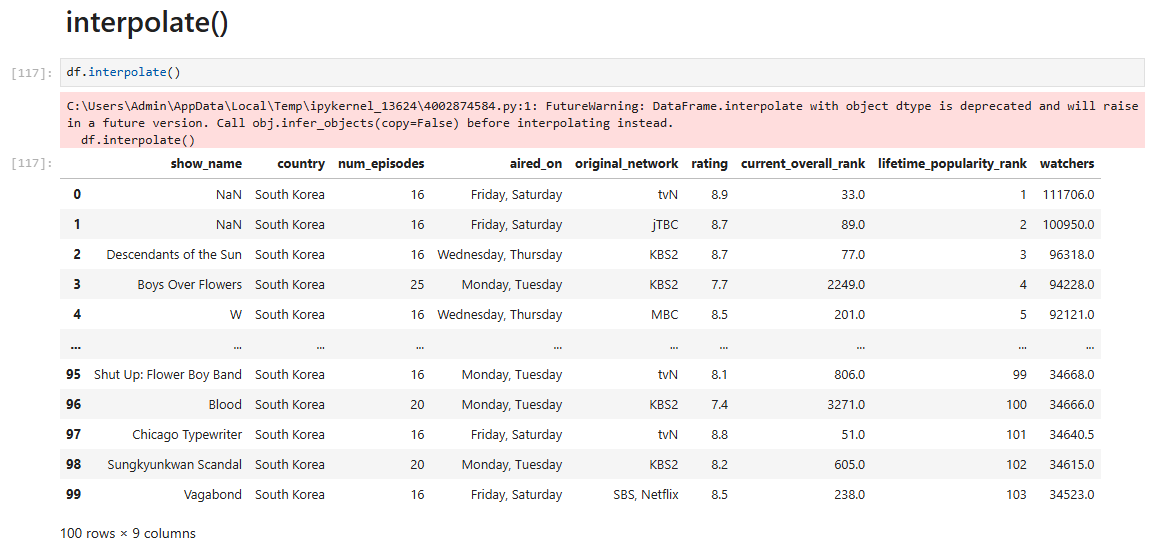 interpolate()
[117]: df.interpolate()
C:\Users\Admin\AppData\Local\Temp\ipykernel_13624\4002874584.py:1: FutureWarning: DataFrame.interpolate with object dtype is deprecated and will raise
in a future version. Call obj.infer_objects(copy=False) before interpolating instead.
df.interpolate()
[117]: show_name country num_episodes aired_on original_network rating current_overall_rank lifetime_popularity_rank watchers
0 NaN South Korea 16 Friday, Saturday tvN 8.9 33.0 1 111706.0
1 NaN South Korea 16 Friday, Saturday jTBC 8.7 89.0 2 100950.0
2 Descendants of the Sun South Korea 16 Wednesday, Thursday KBS2 8.7 77.0 3 96318.0
3 Boys Over Flowers South Korea 25 Monday, Tuesday KBS2 7.7 2249.0 4 94228.0
4 W South Korea 16 Wednesday, Thursday MBC 8.5 201.0 5 92121.0
... ... ... ... ... ... ... ... ... ...
95 Shut Up: Flower Boy Band South Korea 16 Monday, Tuesday tvN 8.1 806.0 99 34668.0
96 Blood South Korea 20 Monday, Tuesday KBS2 7.4 3271.0 100 34666.0
97 Chicago Typewriter South Korea 16 Friday, Saturday tvN 8.8 51.0 101 34640.5
98 Sungkyunkwan Scandal South Korea 20 Monday, Tuesday KBS2 8.2 605.0 102 34615.0
99 Vagabond South Korea 16 Friday, Saturday SBS, Netflix 8.5 238.0 103 34523.0
100 rows × 9 columns